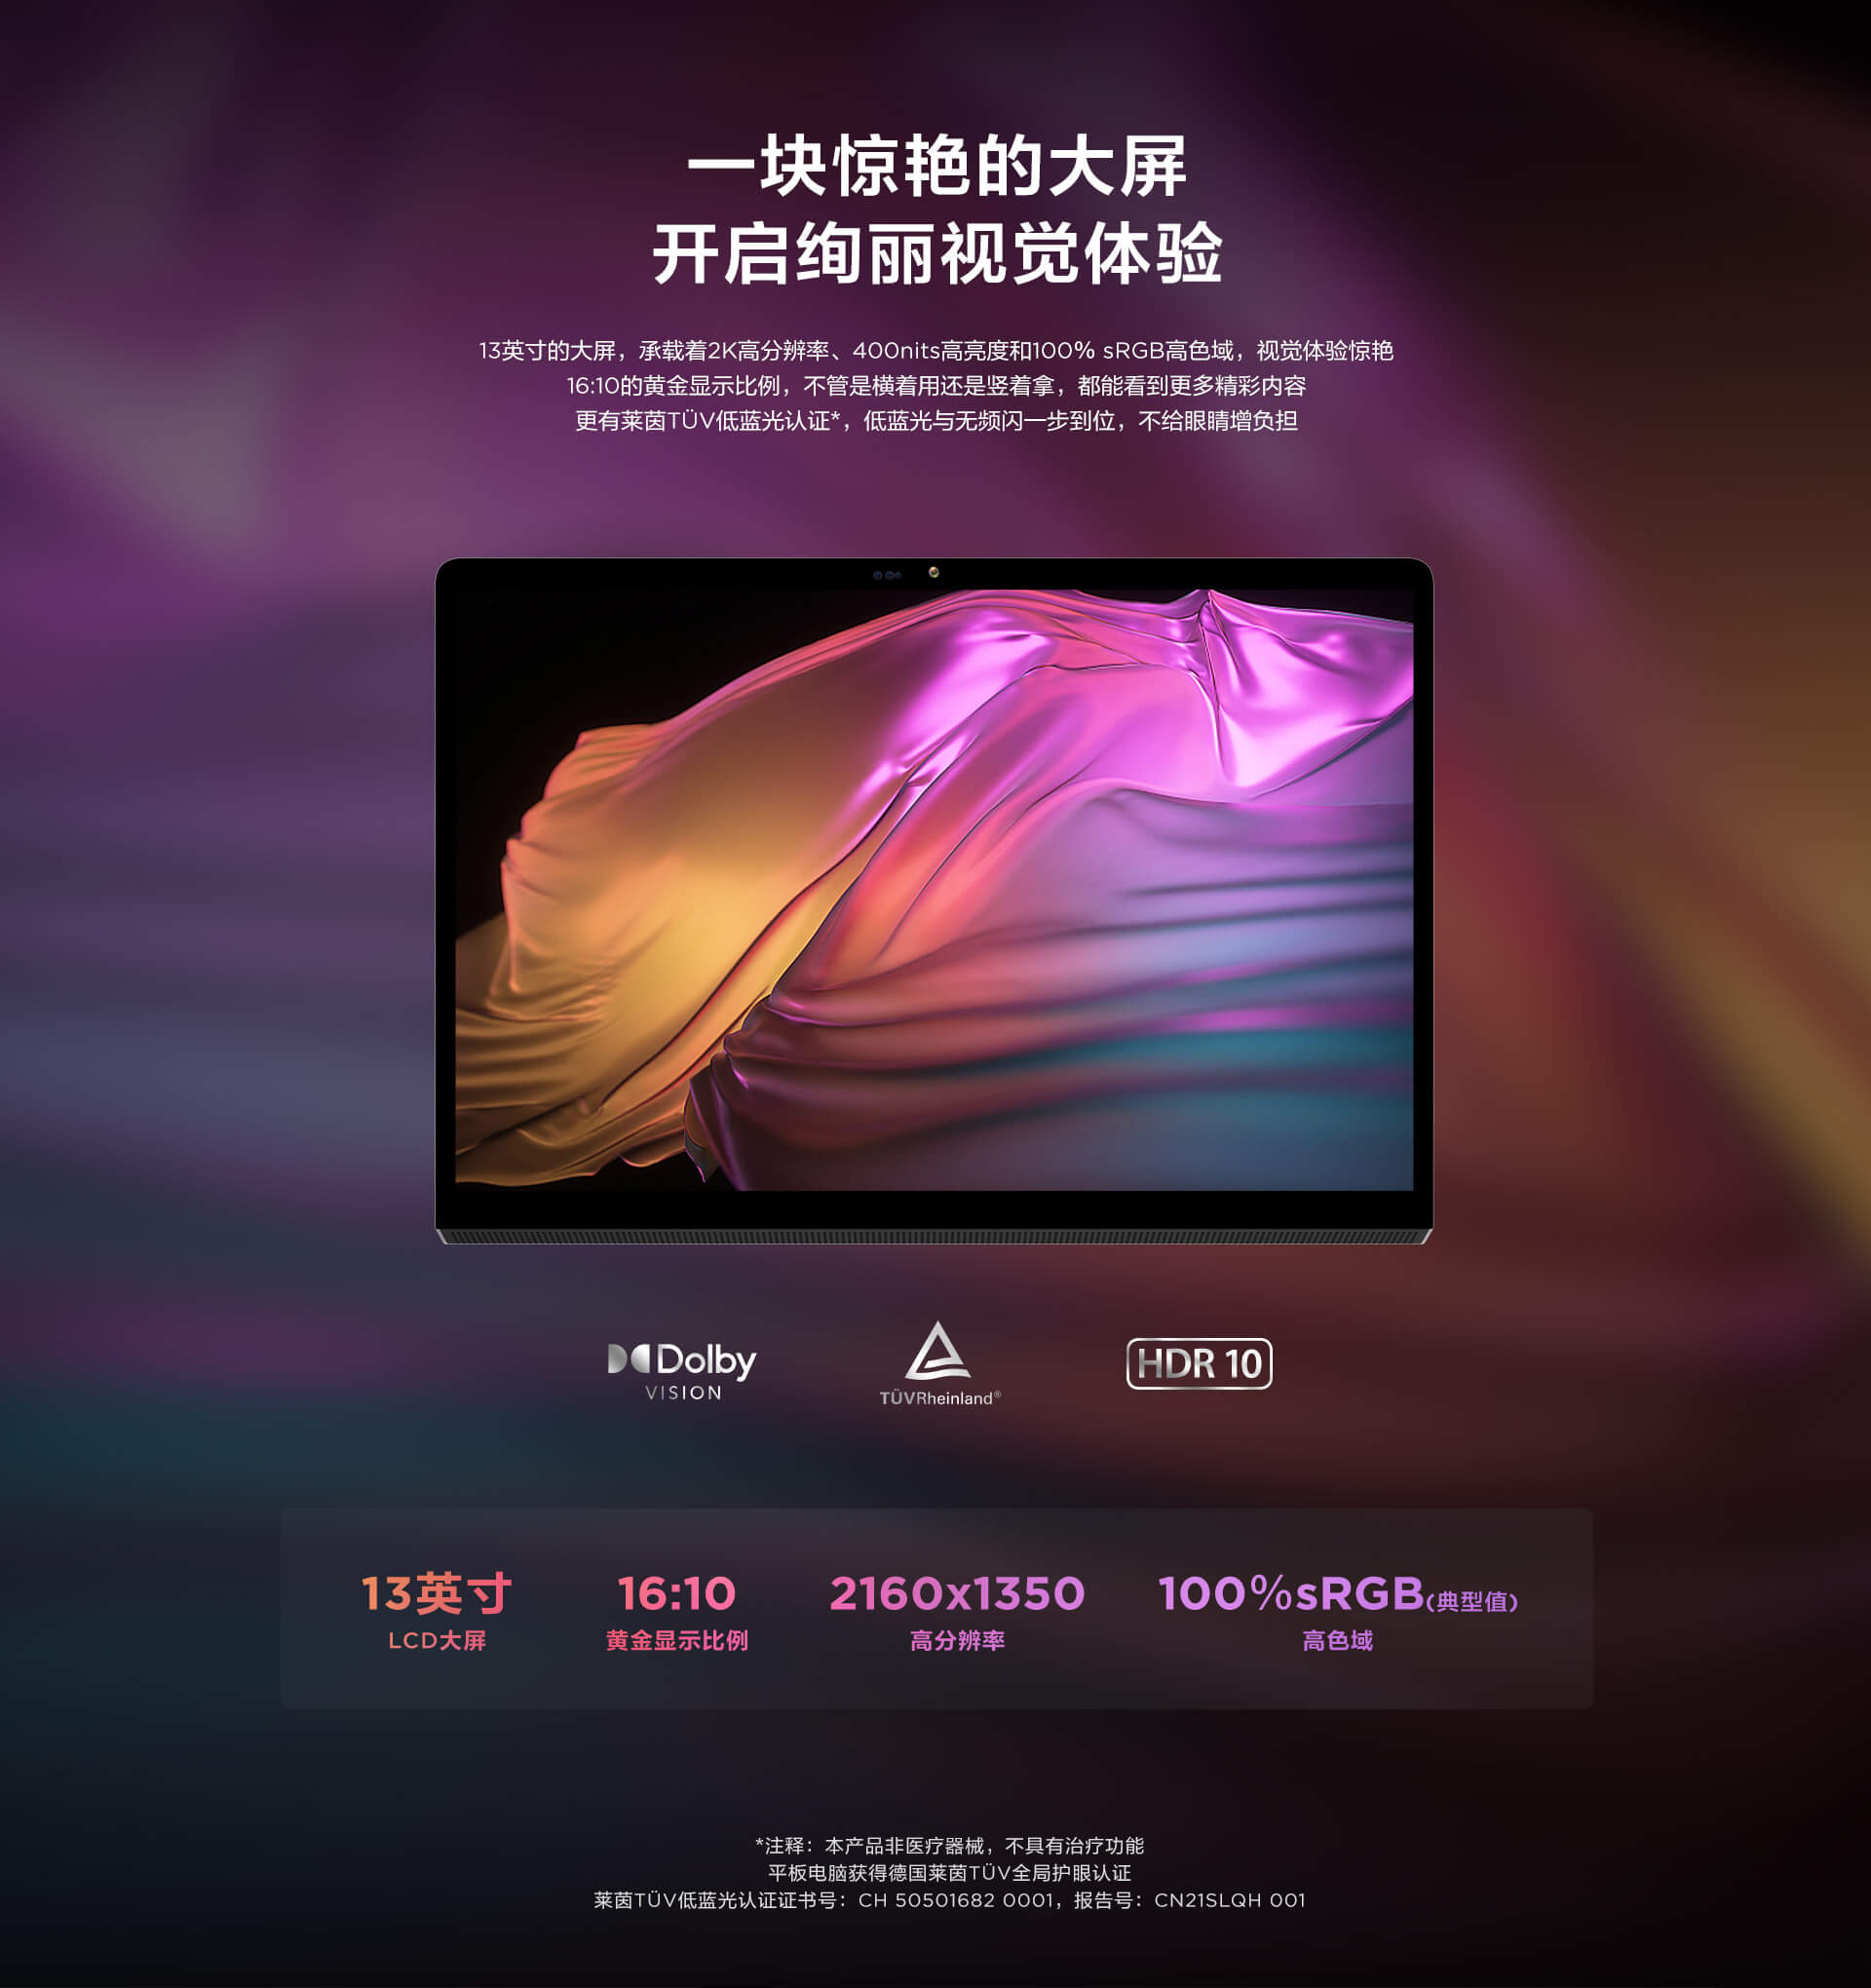 一块惊艳的大屏
开启绚丽视觉体验
13英寸的大屏，承载着2K高分辨率、400nits高亮度和100% sRGB高色域，视觉体验惊艳
16:10的黄金显示比例，不管是横着用还是竖着拿，都能看到更多精彩内容
更有莱茵TÜV低蓝光认证*，低蓝光与无频闪一步到位，不给眼睛增负担
Dolby
VISION
TÜVRheinland®
HDR 10
13英寸
LCD大屏
16:10
黄金显示比例
2160x1350
高分辨率
100%sRGB(典型值)
高色域
*注释：本产品非医疗器械，不具有治疗功能
平板电脑获得德国莱茵TÜV全局护眼认证
莱茵TÜV低蓝光认证证书号：CH 50501682 0001，报告号：CN21SLQH 001